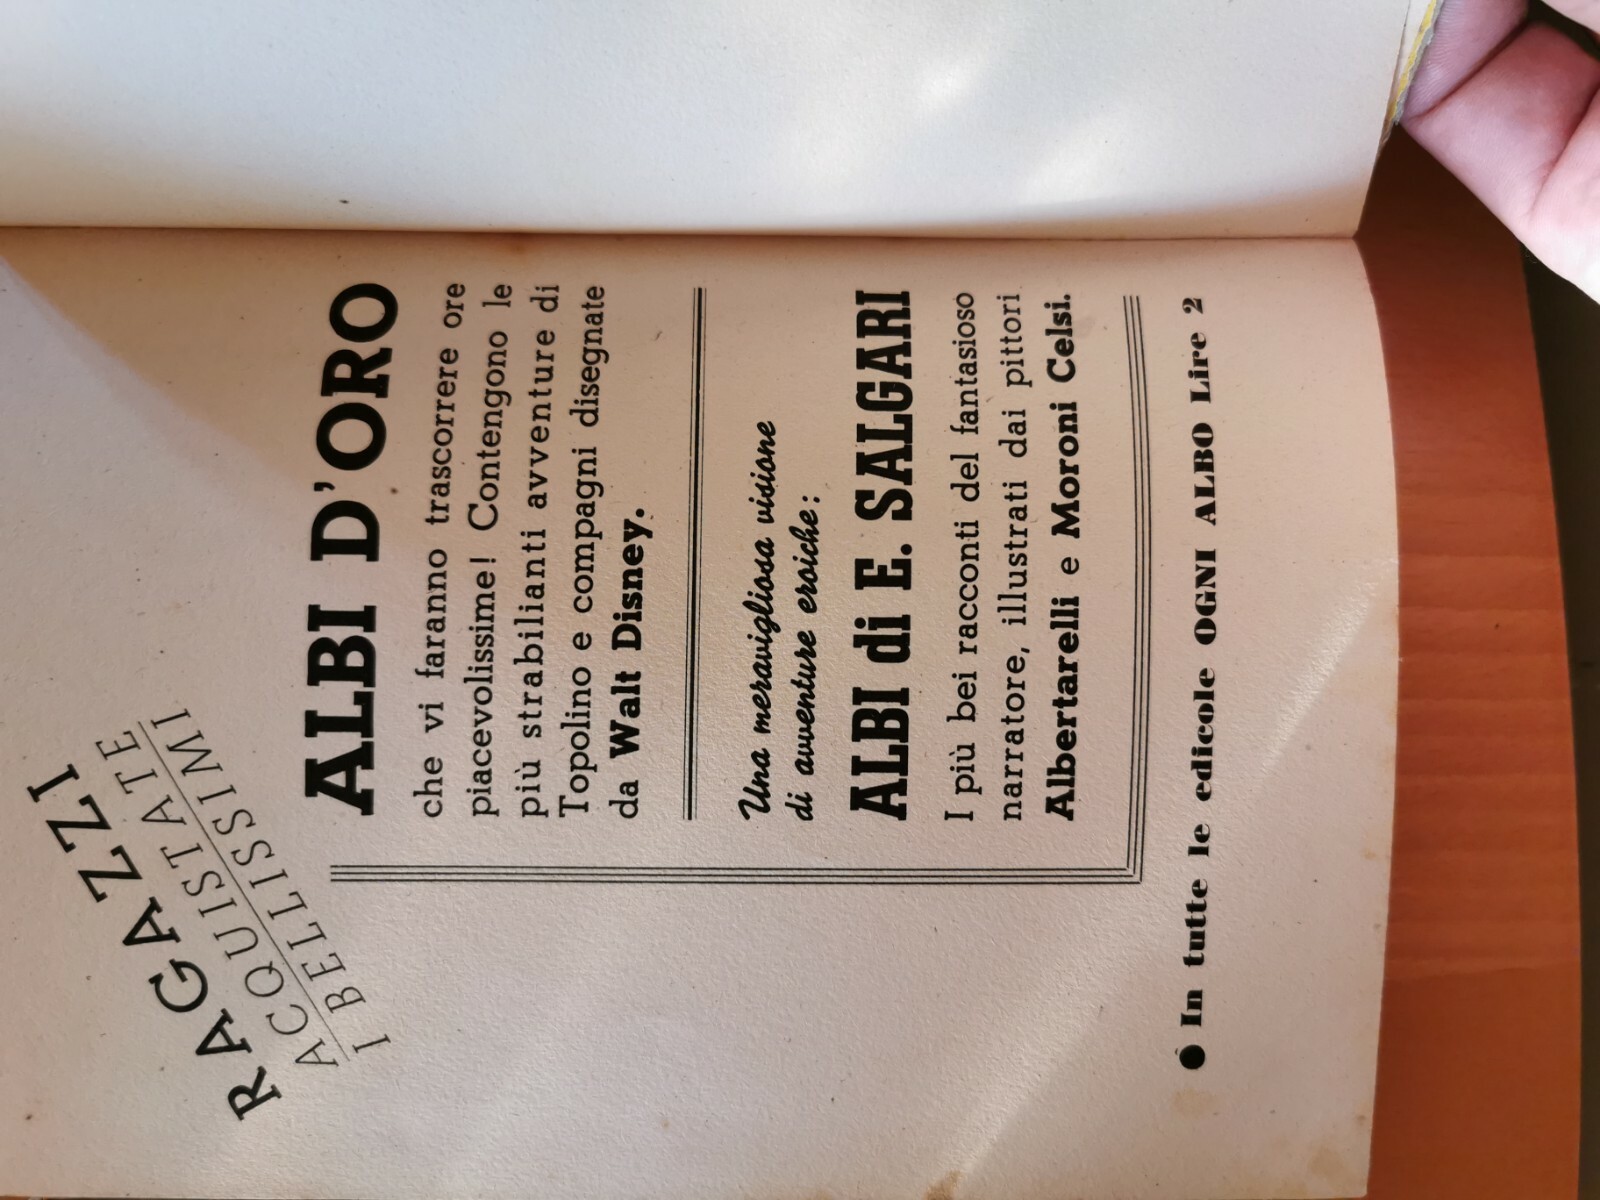 RAGAZZI
ACQUISTATE
I BELLISSIMI
ALBI D'ORO
che vi faranno trascorrere ore
piacevolissime! Contengono le
più strabilianti avventure di
Topolino e compagni disegnate
da Walt Disney.
Una meravigliosa visione
di avventure eroiche:
ALBI di E. SALGARI
I più bei racconti del fantasioso
narratore, illustrati dai pittori
Albertarelli e Moroni Celsi.
● In tutte le edicole OGNI ALBO Lire 2